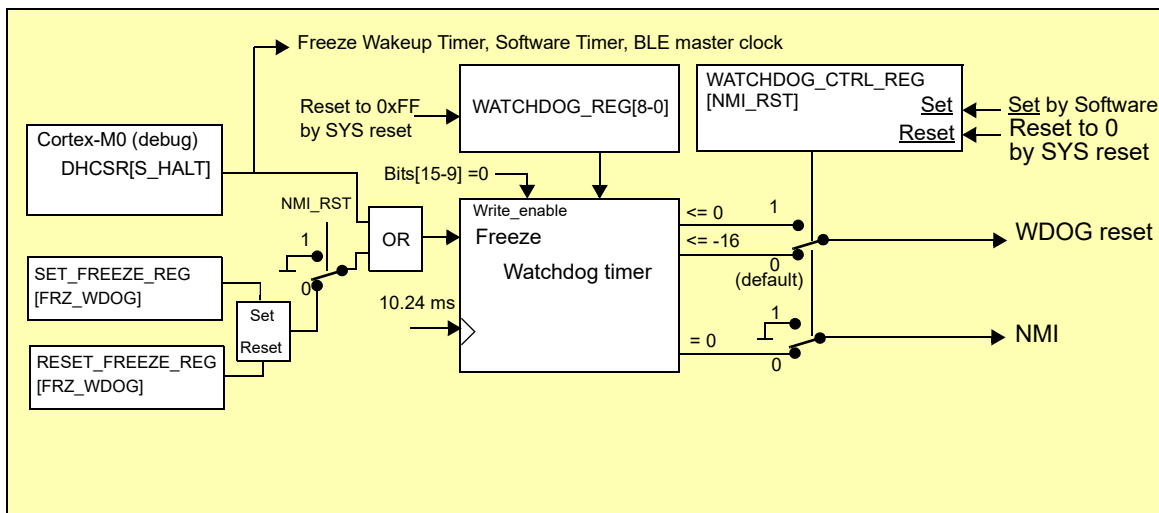 Freeze Wakeup Timer, Software Timer, BLE master clock
Reset to 0xFF
by SYS reset
WATCHDOG_REG[8-0]
WATCHDOG_CTRL_REG
[NMI_RST]
Set
Reset
Set by Software
Reset to 0
by SYS reset
Cortex-M0 (debug)
DHCSR[S_HALT]
Bits[15-9] =0
NMI_RST
1
0
OR
Write_enable
Freeze
Watchdog timer
10.24 ms
<= 0
<= -16
= 0
1
0
(default)
WDOG reset
1
0
NMI
SET_FREEZE_REG
[FRZ_WDOG]
Set
Reset
RESET_FREEZE_REG
[FRZ_WDOG]